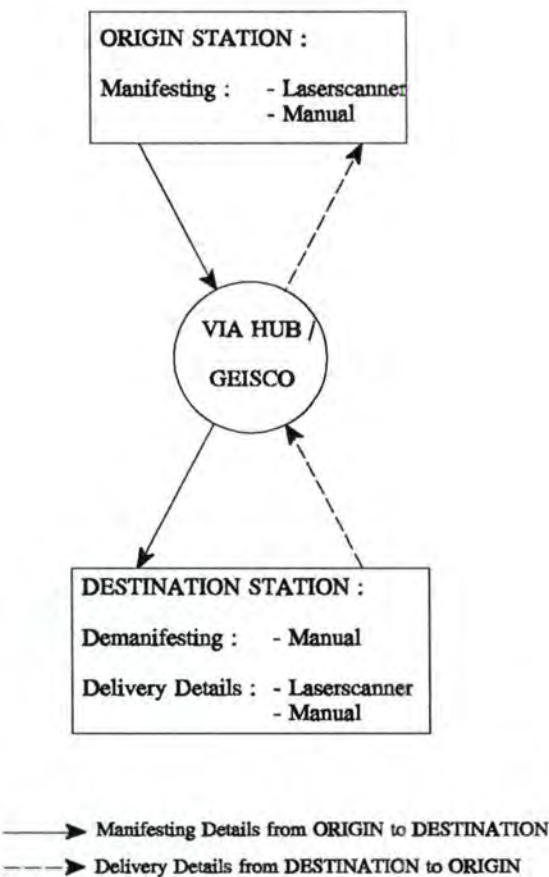 ORIGIN STATION :
Manifesting : - Laserscanner
- Manual
VIA HUB /
GEISCO
DESTINATION STATION :
Demanifesting : - Manual
Delivery Details : - Laserscanner
- Manual
Manifesting Details from ORIGIN to DESTINATION
Delivery Details from DESTINATION to ORIGIN